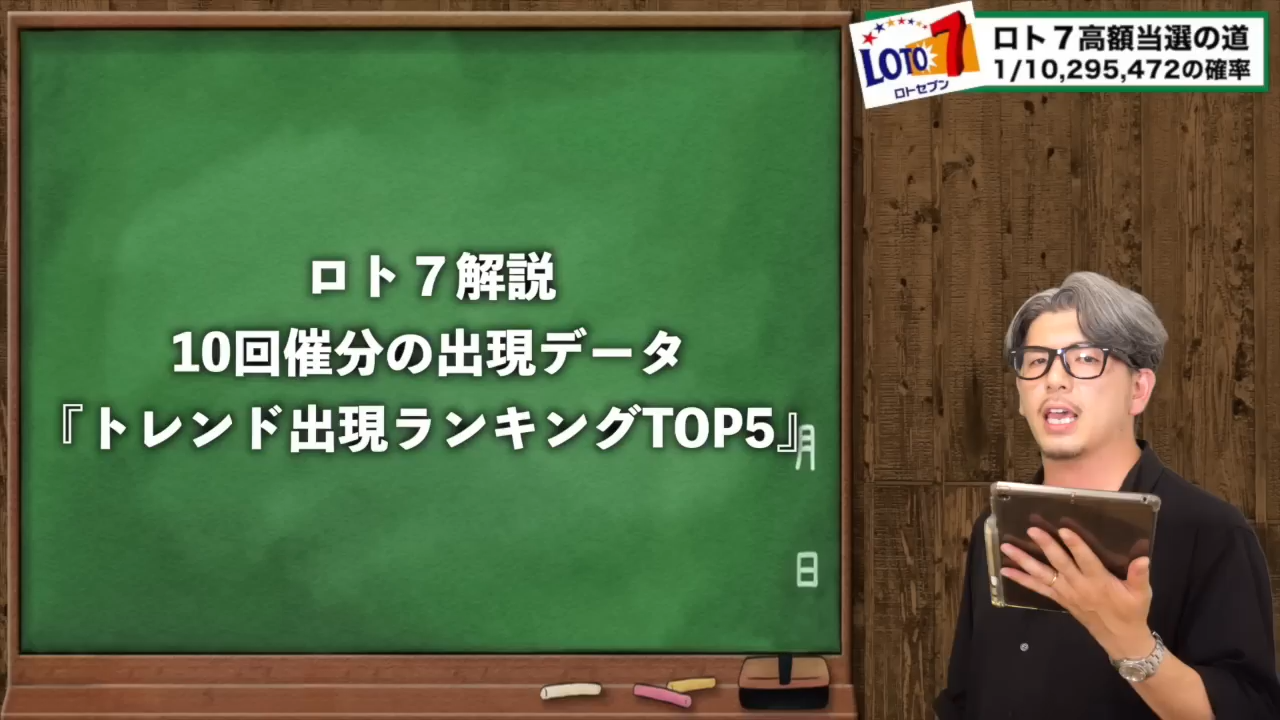 LOTO 7
ロトセブン
ロト７高額当選の道
1/10,295,472の確率
ロト７解説
10回催分の出現データ
『トレンド出現ランキングTOP5』
月
日